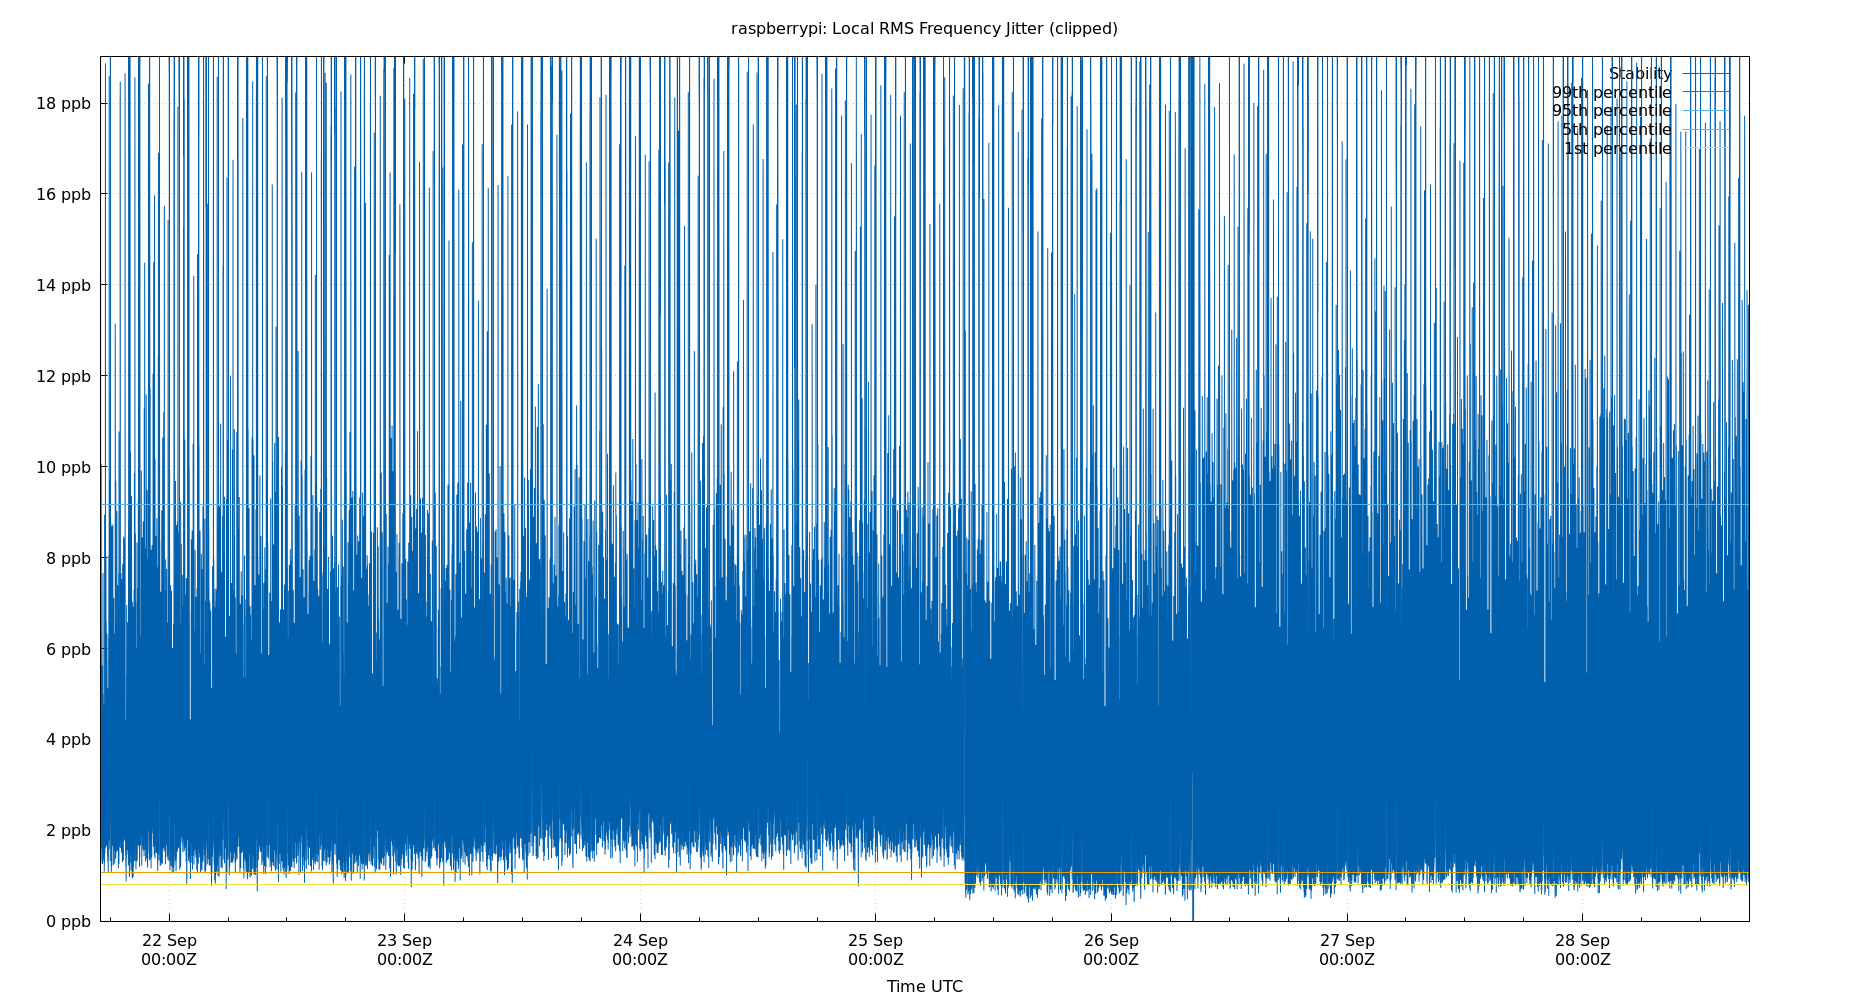 raspberrypi: Local RMS Frequency Jitter (clipped)
Stability
99th percentile
95th percentile
5th percentile
1st percentile
18 ppb
16 ppb
14 ppb
12 ppb
10 ppb
8 ppb
6 ppb
4 ppb
2 ppb
0 ppb
22 Sep 23 Sep 24 Sep 25 Sep 26 Sep 27 Sep 28 Sep
00:00Z 00:00Z 00:00Z 00:00Z 00:00Z 00:00Z 00:00Z
Time UTC